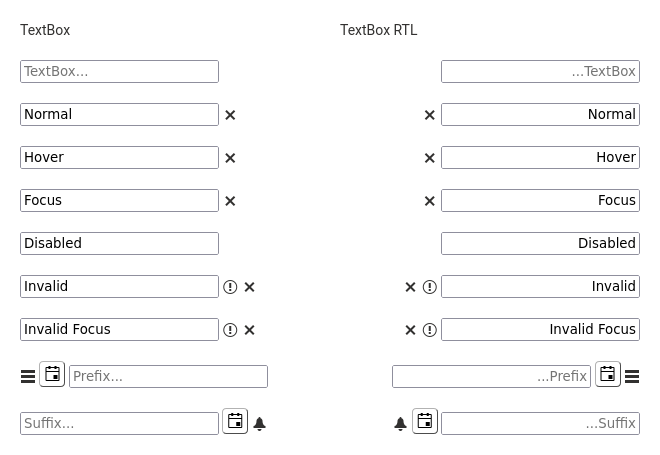 TextBox
TextBox RTL
TextBox...
...TextBox
Normal
Normal
Hover
Hover
Focus
Focus
Disabled
Disabled
Invalid
Invalid
Invalid Focus
Invalid Focus
Prefix...
...Prefix
Suffix...
...Suffix